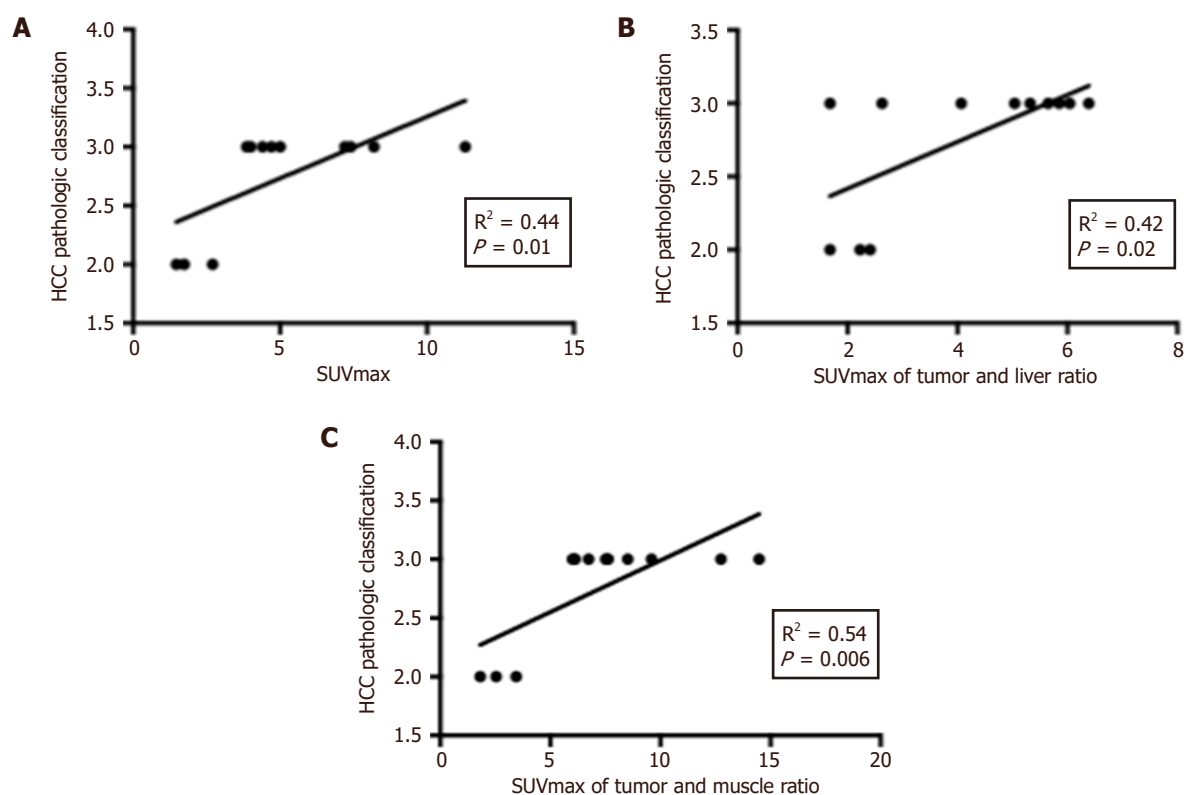 A
HCC pathologic classification
4.0
3.5
3.0
2.5
2.0
1.5
0
5
10
15
SUVmax
R² = 0.44
P = 0.01
B
HCC pathologic classification
3.5
3.0
2.5
2.0
1.5
0
2
4
6
8
SUVmax of tumor and liver ratio
R² = 0.42
P = 0.02
C
HCC pathologic classification
4.0
3.5
3.0
2.5
2.0
1.5
0
5
10
15
20
SUVmax of tumor and muscle ratio
R² = 0.54
P = 0.006